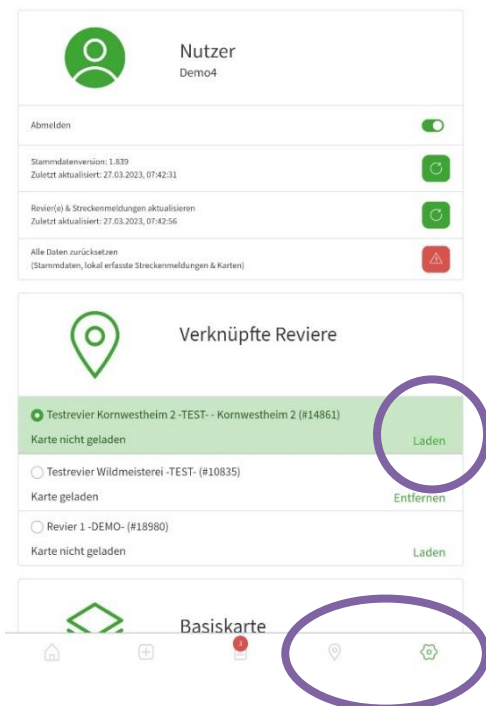 Nutzer
Demo4
Abmelden
Stammdatenversion: 1.839
Zuletzt aktualisiert: 27.03.2023, 07:42:31
Revier(e) & Streckenmeldungen aktualisieren
Zuletzt aktualisiert: 27.03.2023, 07:42:56
Alle Daten zurücksetzen
(Stammdaten, lokal erfasste Streckenmeldungen & Karten)
Verknüpfte Reviere
Testrevier Kornwestheim 2 -TEST- - Kornwestheim 2 (#14861)
Karte nicht geladen Laden
Testrevier Wildmeisterei -TEST- (#10835)
Karte geladen Entfernen
Revier 1 -DEMO- (#18980)
Karte nicht geladen Laden
Basiskarte
3